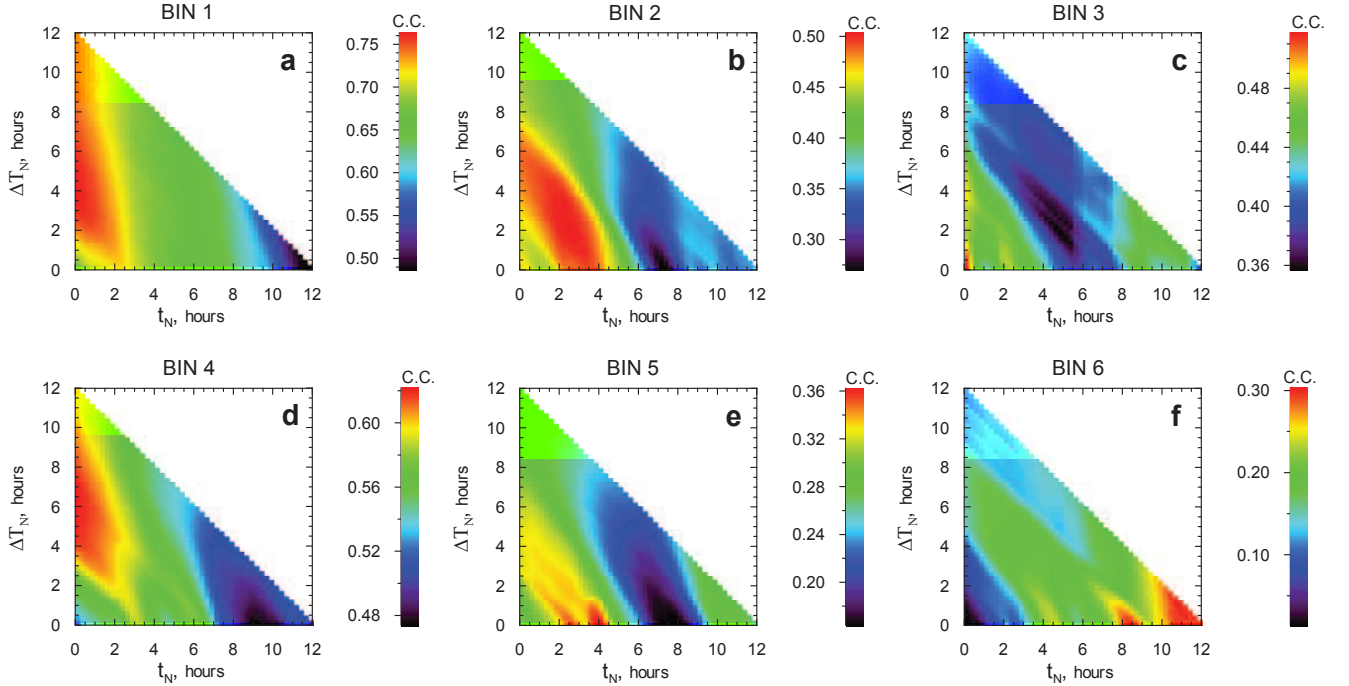 BIN 1 BIN 2 BIN 3
C.C. C.C. C.C.
a b c
12 10 8 6 4 2 0
0.75 0.70 0.65 0.60 0.55 0.50
12 10 8 6 4 2 0
0.50 0.45 0.40 0.35 0.30
12 10 8 6 4 2 0
0.48 0.44 0.40 0.36
ΔT_N, hours ΔT_N, hours ΔT_N, hours
0 2 4 6 8 10 12 0 2 4 6 8 10 12 0 2 4 6 8 10 12
t_N, hours t_N, hours t_N, hours
BIN 4 BIN 5 BIN 6
C.C. C.C. C.C.
d e f
12 10 8 6 4 2 0
0.60 0.56 0.52 0.48
12 10 8 6 4 2 0
0.36 0.32 0.28 0.24 0.20
12 10 8 6 4 2 0
0.30 0.20 0.10
ΔT_N, hours ΔT_N, hours ΔT_N, hours
0 2 4 6 8 10 12 0 2 4 6 8 10 12 0 2 4 6 8 10 12
t_N, hours t_N, hours t_N, hours